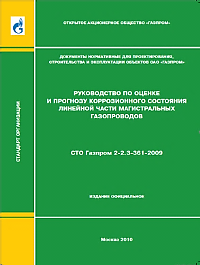 ОТКРЫТОЕ АКЦИОНЕРНОЕ ОБЩЕСТВО «ГАЗПРОМ»
ДОКУМЕНТЫ НОРМАТИВНЫЕ ДЛЯ ПРОЕКТИРОВАНИЯ,
СТРОИТЕЛЬСТВА И ЭКСПЛУАТАЦИИ ОБЪЕКТОВ ОАО «ГАЗПРОМ»
СТАНДАРТ ОРГАНИЗАЦИИ
РУКОВОДСТВО ПО ОЦЕНКЕ
И ПРОГНОЗУ КОРРОЗИОННОГО СОСТОЯНИЯ
ЛИНЕЙНОЙ ЧАСТИ МАГИСТРАЛЬНЫХ
ГАЗОПРОВОДОВ
СТО Газпром 2-2.3-361-2009
ИЗДАНИЕ ОФИЦИАЛЬНОЕ
Москва 2010